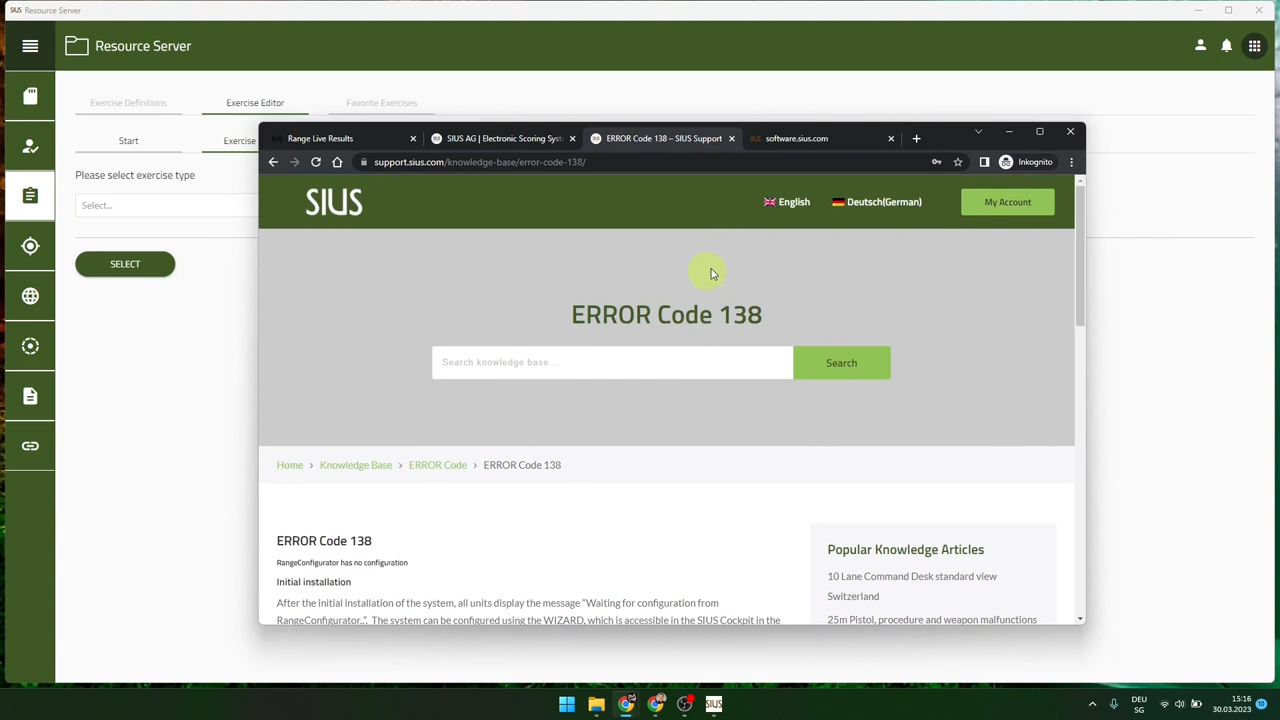 SIUS Resource Server
Resource Server
Exercise Definitions
Exercise Editor
Favorite Exercises
Start
Exercise
Please select exercise type
Select...
SELECT
Range Live Results
SIUS AG | Electronic Scoring Syst
ERROR Code 138 – SIUS Support
SIUS software.sius.com
support.sius.com/knowledge-base/error-code-138/
Inkognito
SIUS
English
Deutsch(German)
My Account
ERROR Code 138
Search knowledge base...
Search
Home > Knowledge Base > ERROR Code > ERROR Code 138
ERROR Code 138
RangeConfigurator has no configuration
Initial installation
After the initial installation of the system, all units display the message “Waiting for configuration from
RangeConfigurator..”. The system can be configured using the WIZARD, which is accessible in the SIUS Cockpit in the
Popular Knowledge Articles
10 Lane Command Desk standard view
Switzerland
25m Pistol, procedure and weapon malfunctions
SIUS
DEU
SG
15:16
30.03.2023